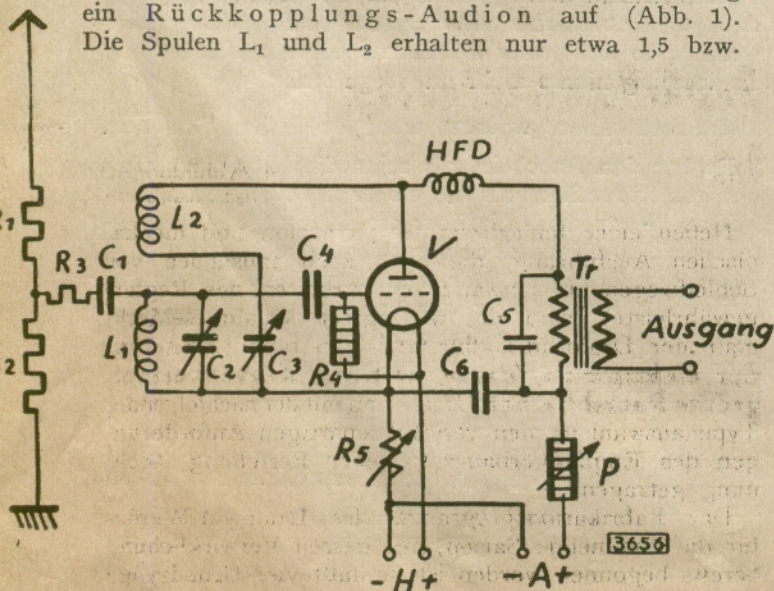 ein Rückkopplungs-Audion auf (Abb. 1).
Die Spulen L₁ und L₂ erhalten nur etwa 1,5 bzw.
HFD
L2
V
R3 C1
C4
Tr
L1
C2
C3
R4
C5
C6
Ausgang
R5
P
3656
- H +
- A +